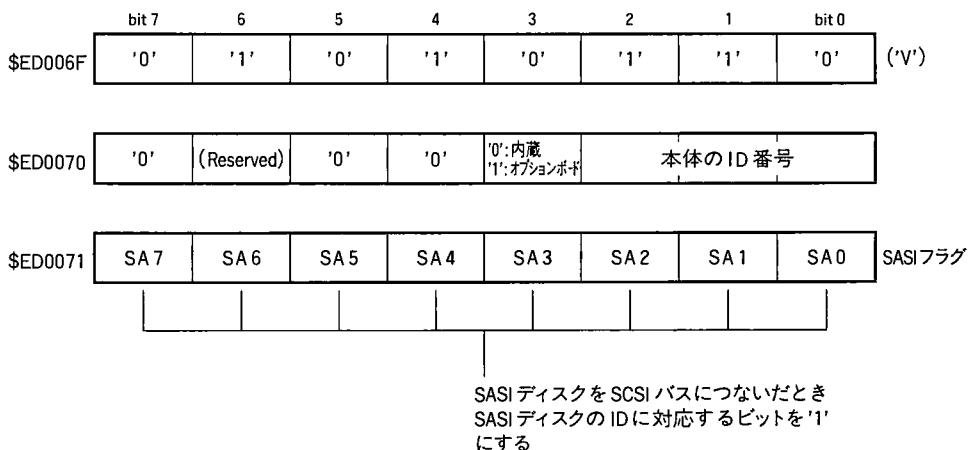 bit 7 6 5 4 3 2 1 bit 0
$ED006F '0' '1' '0' '1' '0' '1' '1' '0' ('V')
$ED0070 '0' (Reserved) '0' '0' '0':内蔵 '1':オプションボード 本体のID番号
$ED0071 SA7 SA6 SA5 SA4 SA3 SA2 SA1 SA0 SASIフラグ
SASIディスクをSCSIバスにつないだとき
SASIディスクのIDに対応するビットを'1'
にする